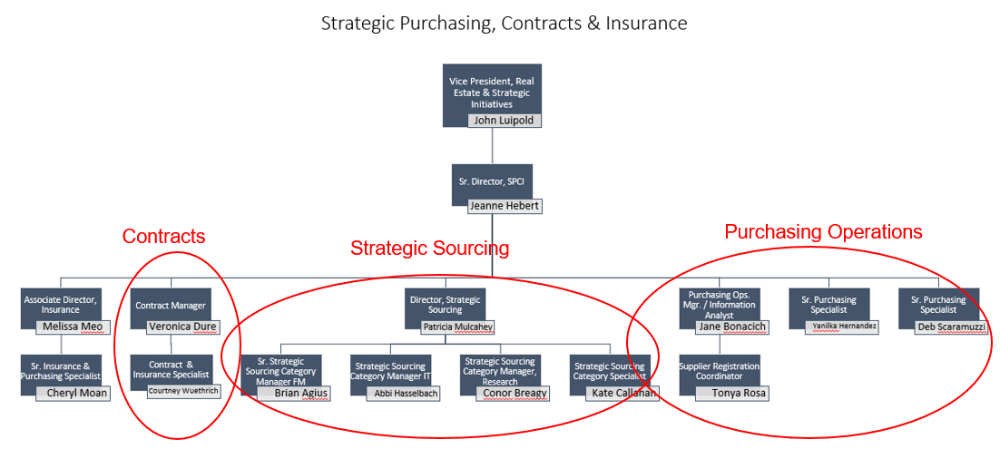 Strategic Purchasing, Contracts & Insurance
Vice President, Real
Estate & Strategic
Initiatives
John Luipold
Sr. Director, SPCI
Jeanne Hebert
Contracts
Strategic Sourcing
Purchasing Operations
Associate Director,
Insurance
Melissa Meo
Contract Manager
Veronica Dure
Director, Strategic
Sourcing
Patricia Mulcahey
Purchasing Ops.
Mgr. / Information
Analyst
Jane Bonacich
Sr. Purchasing
Specialist
Yanilka Hernandez
Sr. Purchasing
Specialist
Deb Scaramuzzi
Sr. Insurance &
Purchasing Specialist
Cheryl Moan
Contract &
Insurance Specialist
Courtney Wuethrich
Sr. Strategic
Sourcing Category
Manager FM
Brian Agius
Strategic Sourcing
Category Manager IT
Abbi Hasselbach
Strategic Sourcing
Category Manager,
Research
Conor Breagy
Strategic Sourcing
Category Specialist
Kate Callanan
Supplier Registration
Coordinator
Tonya Rosa